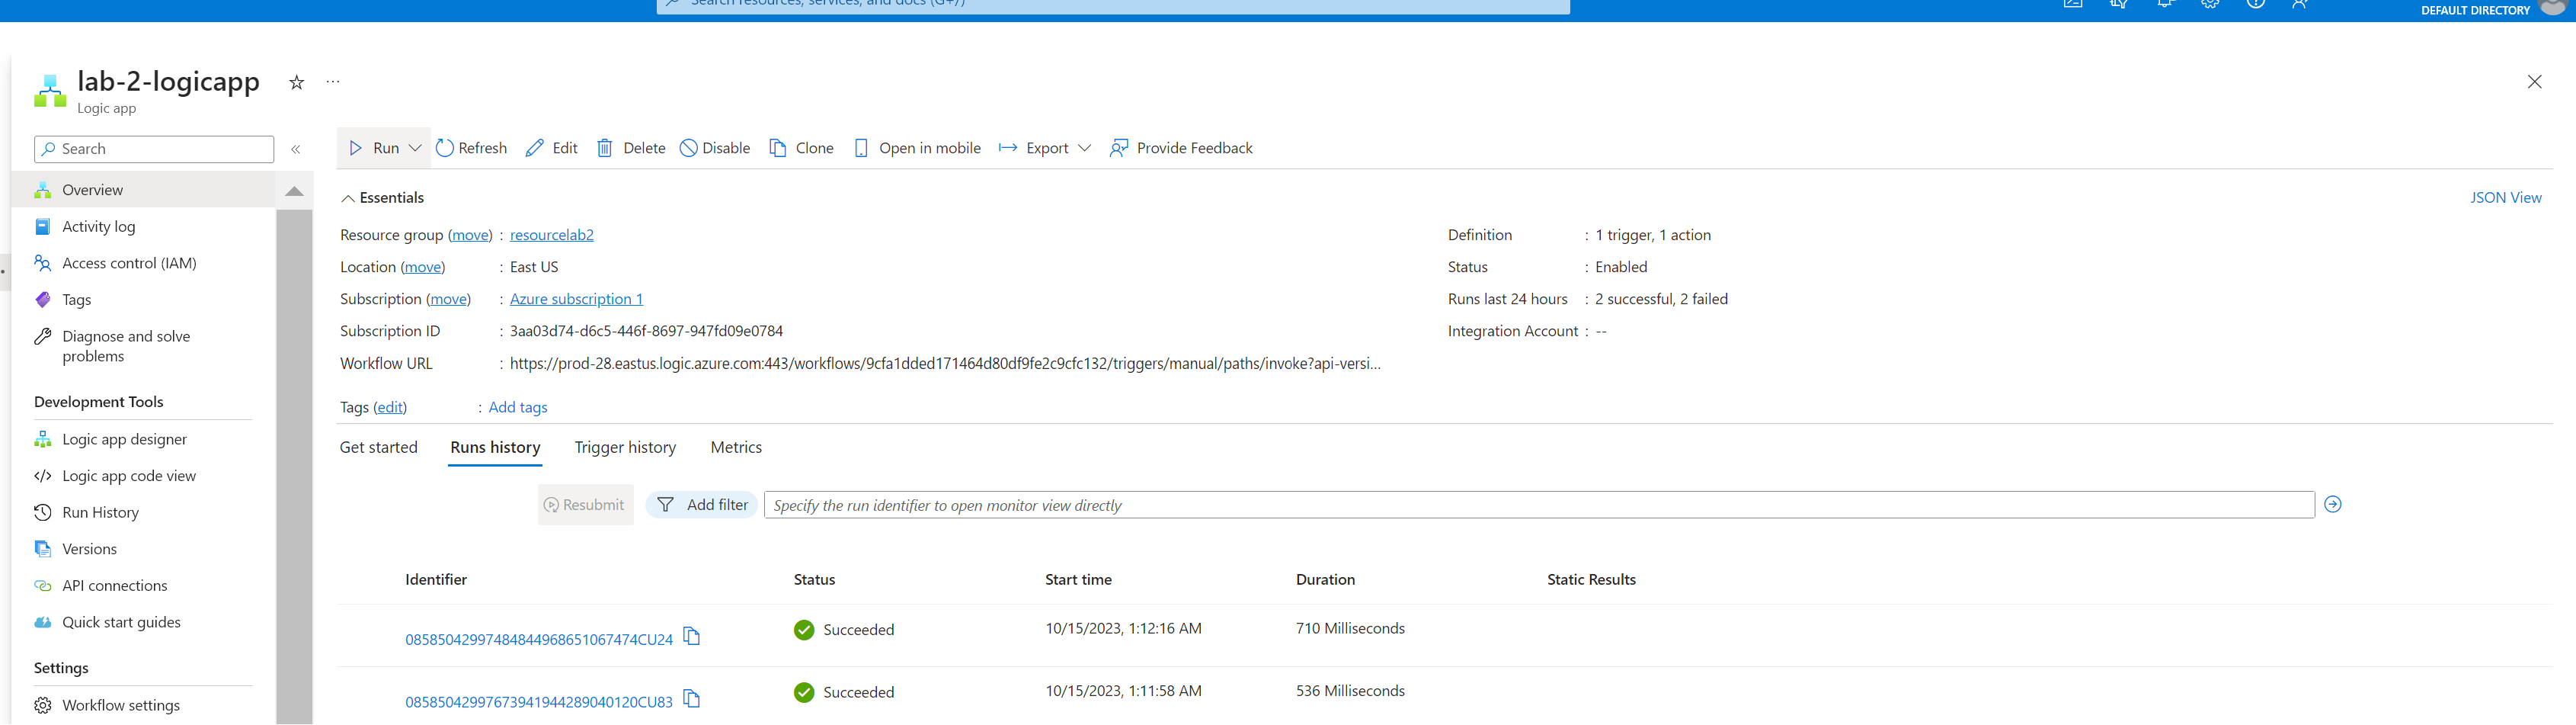 Search resources, services, and docs (G+/)
DEFAULT DIRECTORY
lab-2-logicapp
Logic app
Search
Run
Refresh
Edit
Delete
Disable
Clone
Open in mobile
Export
Provide Feedback
Overview
Activity log
Access control (IAM)
Tags
Diagnose and solve
problems
Development Tools
Logic app designer
Logic app code view
Run History
Versions
API connections
Quick start guides
Settings
Workflow settings
Essentials
JSON View
Resource group (move) : resourcelab2
Location (move) : East US
Subscription (move) : Azure subscription 1
Subscription ID : 3aa03d74-d6c5-446f-8697-947fd09e0784
Workflow URL : https://prod-28.eastus.logic.azure.com:443/workflows/9cfa1dded171464d80df9fe2c9cfc132/triggers/manual/paths/invoke?api-versi...
Definition : 1 trigger, 1 action
Status : Enabled
Runs last 24 hours : 2 successful, 2 failed
Integration Account : --
Tags (edit) : Add tags
Get started Runs history Trigger history Metrics
Resubmit Add filter Specify the run identifier to open monitor view directly
Identifier Status Start time Duration Static Results
08585042997484844968651067474CU24 Succeeded 10/15/2023, 1:12:16 AM 710 Milliseconds
08585042997673941944289040120CU83 Succeeded 10/15/2023, 1:11:58 AM 536 Milliseconds